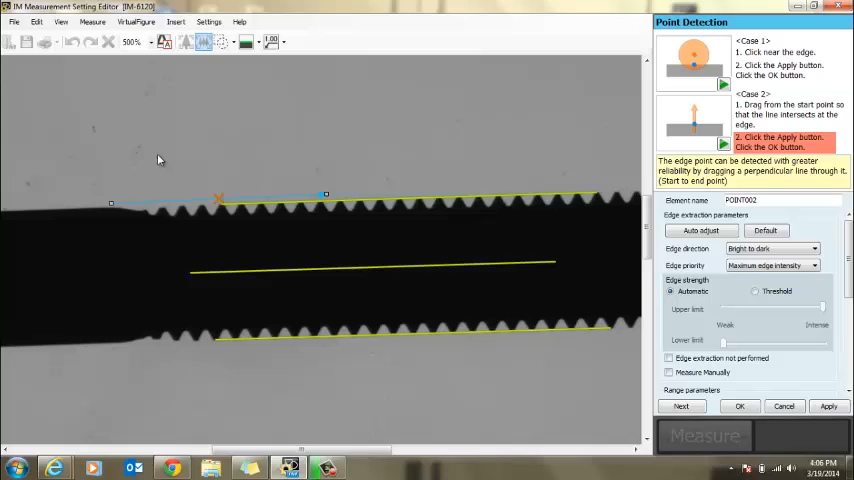 IM Measurement Setting Editor [IM-6120]
File Edit View Measure VirtualFigure Insert Settings Help
500%
1.00
Point Detection
<Case 1>
1. Click near the edge.
2. Click the Apply button.
Click the OK button.
<Case 2>
1. Drag from the start point so
that the line intersects at the
edge.
2. Click the Apply button.
Click the OK button.
The edge point can be detected with greater
reliability by dragging a perpendicular line through it.
(Start to end point)
Element name POINT002
Edge extraction parameters
Auto adjust Default
Edge direction Bright to dark
Edge priority Maximum edge intensity
Edge strength
Automatic Threshold
Upper limit
Weak Intense
Lower limit
Edge extraction not performed
Measure Manually
Range parameters
Next OK Cancel Apply
Measure
4:06 PM
3/19/2014